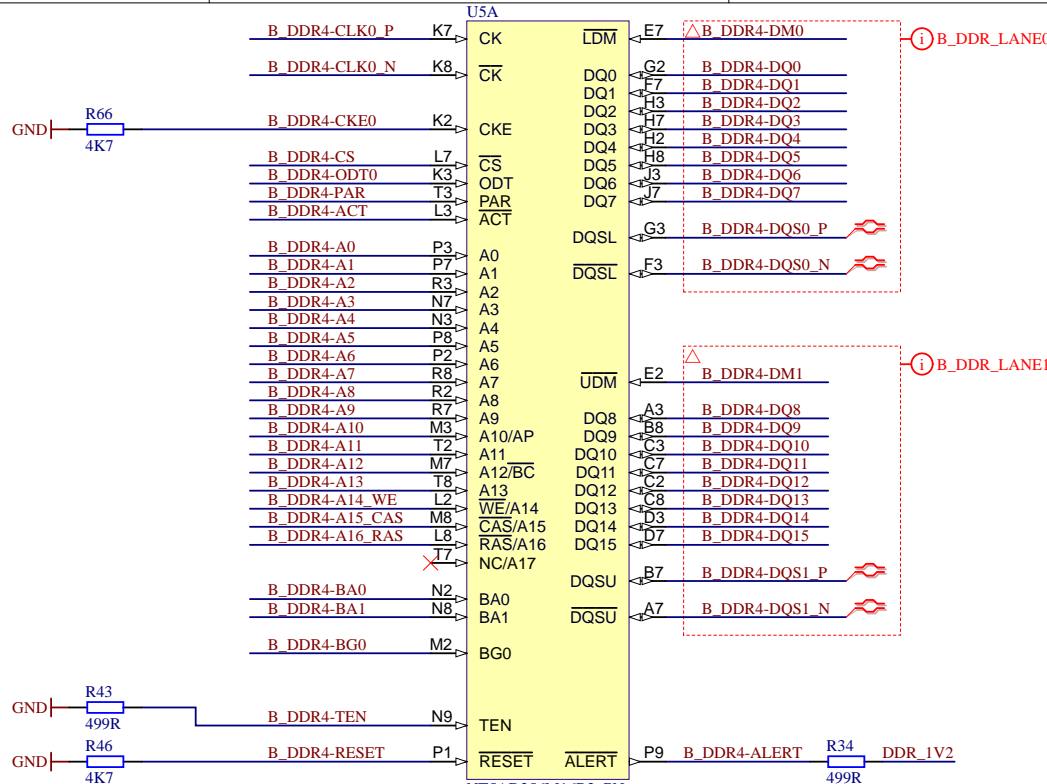 U5A
B_DDR4-CLK0_P K7 CK LDM E7 B_DDR4-DM0
i B_DDR_LANE0
B_DDR4-CLK0_N K8 CK DQ0 G2 B_DDR4-DQ0
DQ1 F7 B_DDR4-DQ1
DQ2 H3 B_DDR4-DQ2
R66
GND 4K7 B_DDR4-CKE0 K2 CKE DQ3 H7 B_DDR4-DQ3
DQ4 H2 B_DDR4-DQ4
B_DDR4-CS L7 CS DQ5 H8 B_DDR4-DQ5
B_DDR4-ODT0 K3 ODT DQ6 J3 B_DDR4-DQ6
B_DDR4-PAR T3 PAR DQ7 J7 B_DDR4-DQ7
B_DDR4-ACT L3 ACT
DQSL G3 B_DDR4-DQS0_P
B_DDR4-A0 P3 A0
B_DDR4-A1 P7 A1 DQSL F3 B_DDR4-DQS0_N
B_DDR4-A2 R3 A2
B_DDR4-A3 N7 A3
B_DDR4-A4 N3 A4
B_DDR4-A5 P8 A5
B_DDR4-A6 P2 A6
i B_DDR_LANE1
B_DDR4-A7 R8 A7 UDM E2 B_DDR4-DM1
B_DDR4-A8 R2 A8
B_DDR4-A9 R7 A9 DQ8 A3 B_DDR4-DQ8
B_DDR4-A10 M3 A10/AP DQ9 B8 B_DDR4-DQ9
B_DDR4-A11 T2 A11 DQ10 C3 B_DDR4-DQ10
B_DDR4-A12 M7 A12/BC DQ11 C7 B_DDR4-DQ11
B_DDR4-A13 T8 A13 DQ12 C2 B_DDR4-DQ12
B_DDR4-A14_WE L2 WE/A14 DQ13 C8 B_DDR4-DQ13
B_DDR4-A15_CAS M8 CAS/A15 DQ14 D3 B_DDR4-DQ14
B_DDR4-A16_RAS L8 RAS/A16 DQ15 D7 B_DDR4-DQ15
T7 NC/A17
DQSU B7 B_DDR4-DQS1_P
B_DDR4-BA0 N2 BA0
B_DDR4-BA1 N8 BA1 DQSU A7 B_DDR4-DQS1_N
B_DDR4-BG0 M2 BG0
R43
GND 499R
B_DDR4-TEN N9 TEN
R46
GND 4K7 B_DDR4-RESET P1 RESET ALERT P9 B_DDR4-ALERT R34 499R DDR_1V2